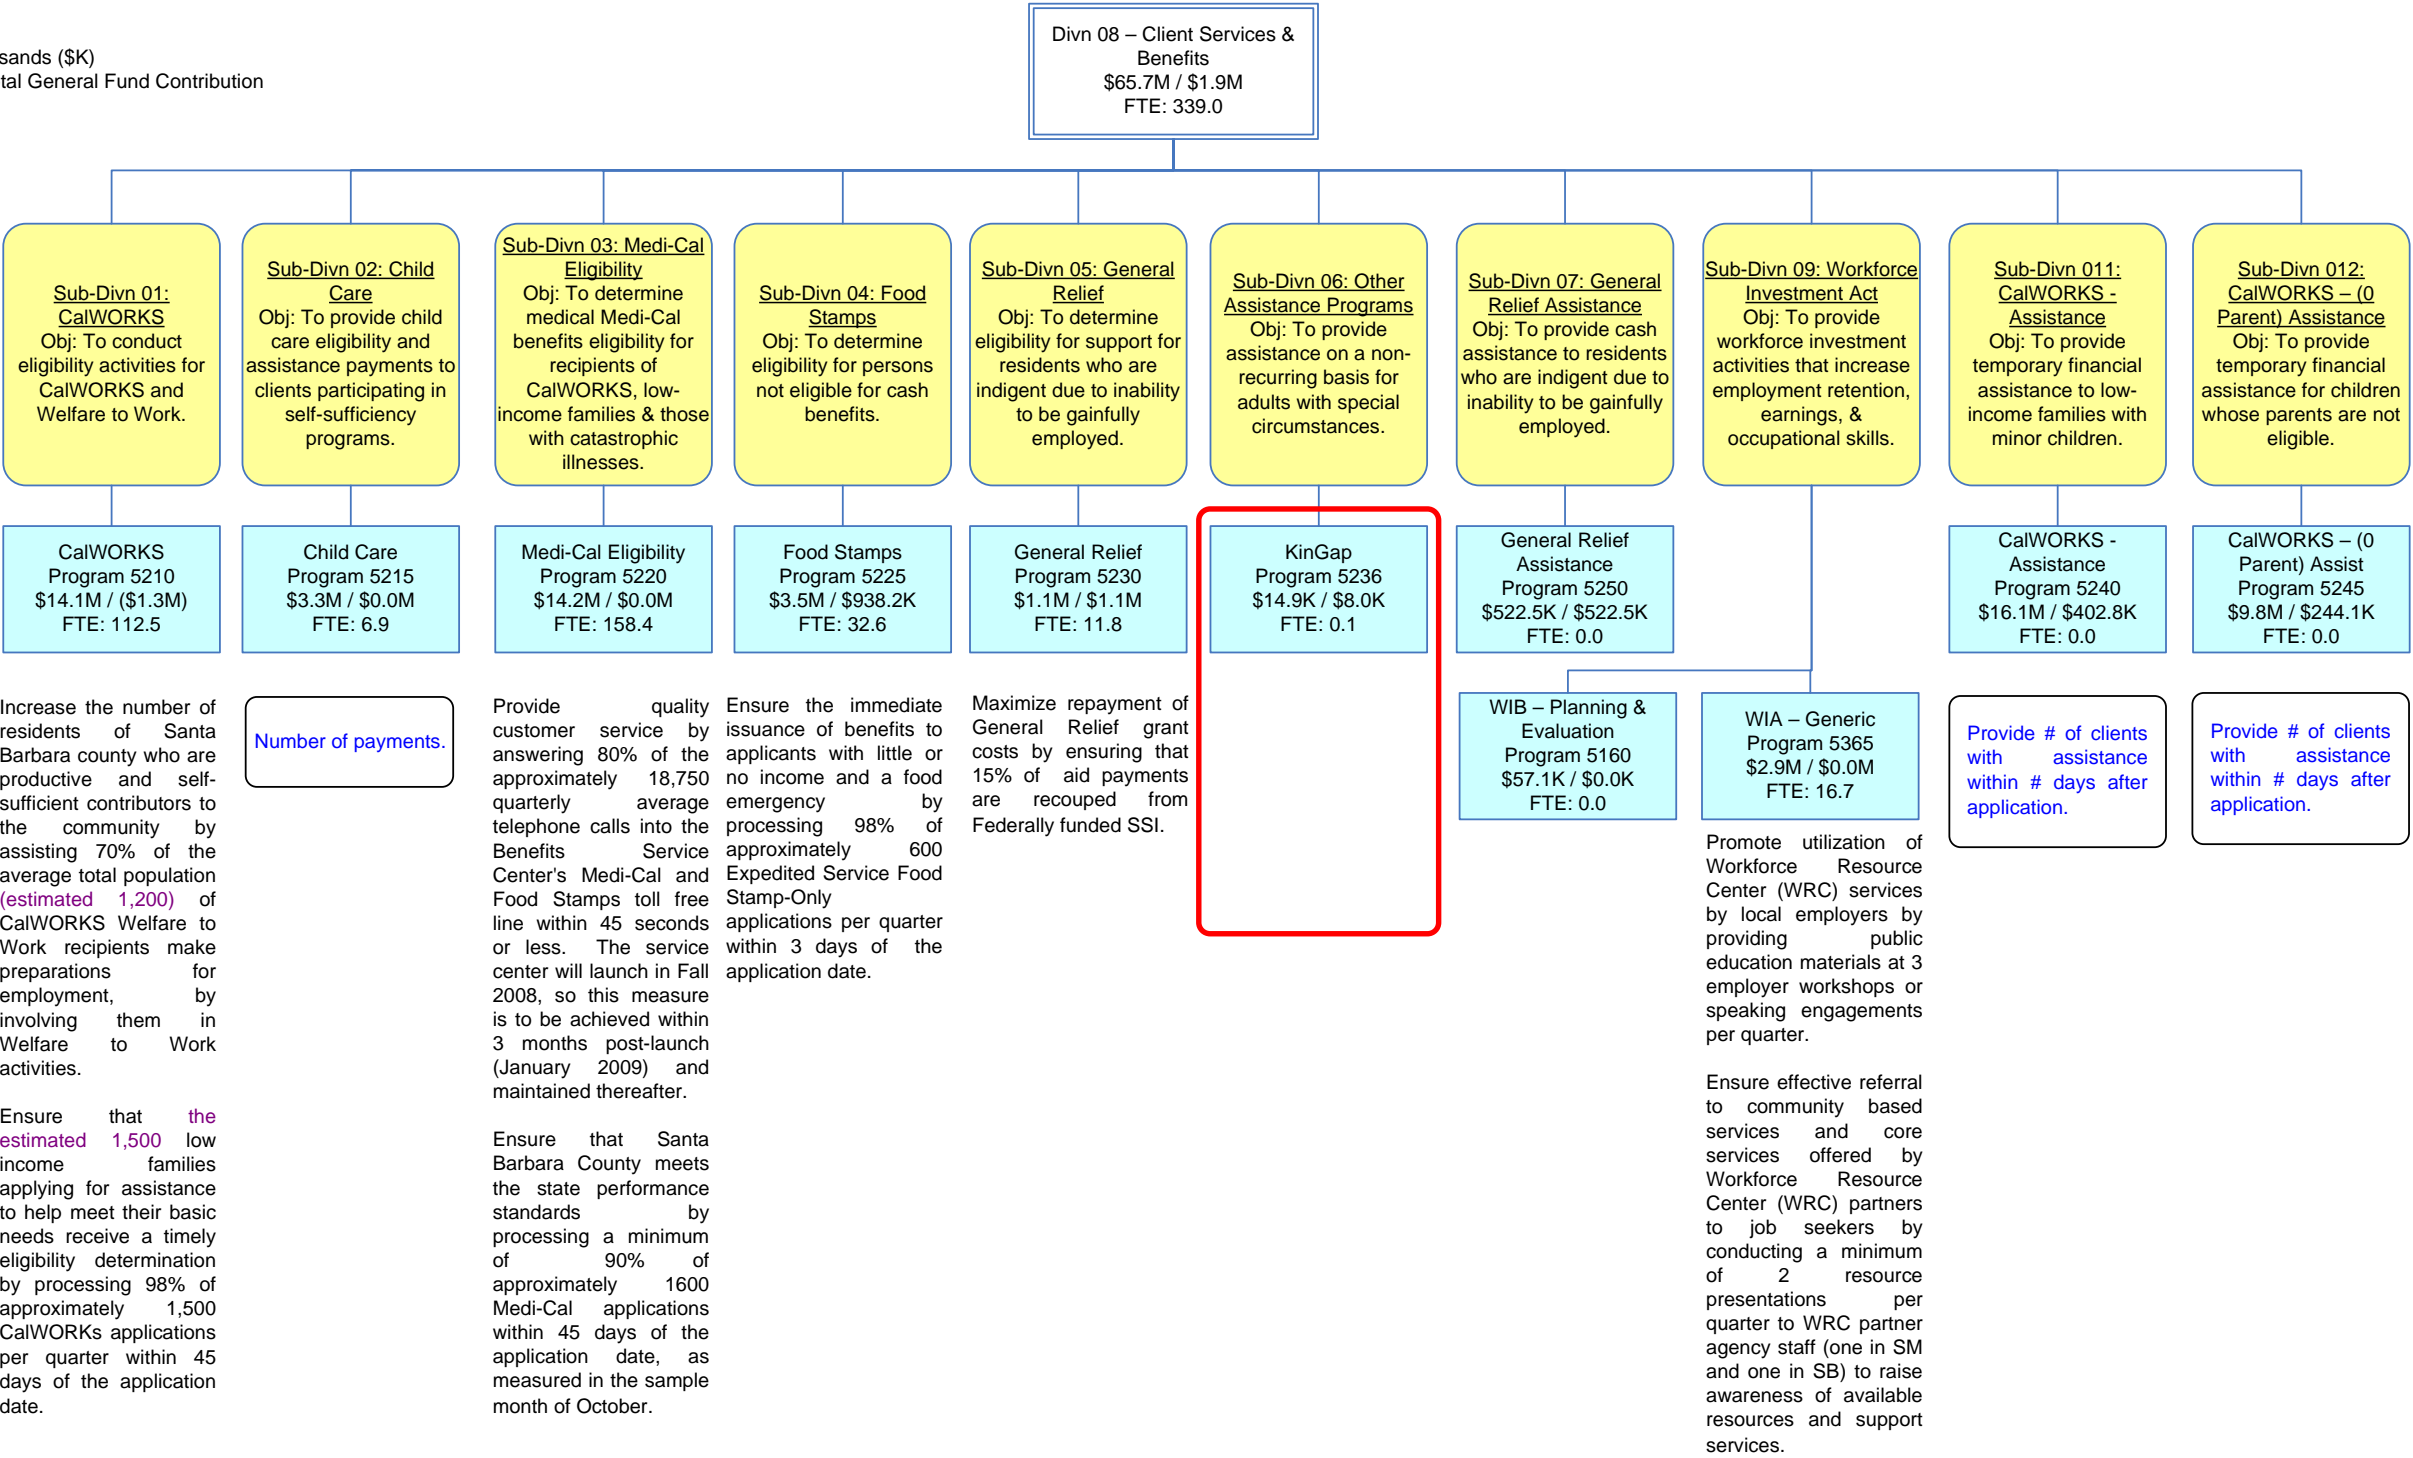 sands ($K)
tal General Fund Contribution
Divn 08 – Client Services &
Benefits
$65.7M / $1.9M
FTE: 339.0
Sub-Divn 01:
CalWORKS
Obj: To conduct
eligibility activities for
CalWORKS and
Welfare to Work.
Sub-Divn 02: Child
Care
Obj: To provide child
care eligibility and
assistance payments to
clients participating in
self-sufficiency
programs.
Sub-Divn 03: Medi-Cal
Eligibility
Obj: To determine
medical Medi-Cal
benefits eligibility for
recipients of
CalWORKS, low-
income families & those
with catastrophic
illnesses.
Sub-Divn 04: Food
Stamps
Obj: To determine
eligibility for persons
not eligible for cash
benefits.
Sub-Divn 05: General
Relief
Obj: To determine
eligibility for support for
residents who are
indigent due to inability
to be gainfully
employed.
Sub-Divn 06: Other
Assistance Programs
Obj: To provide
assistance on a non-
recurring basis for
adults with special
circumstances.
Sub-Divn 07: General
Relief Assistance
Obj: To provide cash
assistance to residents
who are indigent due to
inability to be gainfully
employed.
Sub-Divn 09: Workforce
Investment Act
Obj: To provide
workforce investment
activities that increase
employment retention,
earnings, &
occupational skills.
Sub-Divn 011:
CalWORKS -
Assistance
Obj: To provide
temporary financial
assistance to low-
income families with
minor children.
Sub-Divn 012:
CalWORKS – (0
Parent) Assistance
Obj: To provide
temporary financial
assistance for children
whose parents are not
eligible.
CalWORKS
Program 5210
$14.1M / ($1.3M)
FTE: 112.5
Child Care
Program 5215
$3.3M / $0.0M
FTE: 6.9
Medi-Cal Eligibility
Program 5220
$14.2M / $0.0M
FTE: 158.4
Food Stamps
Program 5225
$3.5M / $938.2K
FTE: 32.6
General Relief
Program 5230
$1.1M / $1.1M
FTE: 11.8
KinGap
Program 5236
$14.9K / $8.0K
FTE: 0.1
General Relief
Assistance
Program 5250
$522.5K / $522.5K
FTE: 0.0
CalWORKS -
Assistance
Program 5240
$16.1M / $402.8K
FTE: 0.0
CalWORKS – (0
Parent) Assist
Program 5245
$9.8M / $244.1K
FTE: 0.0
Increase the number of
residents of Santa
Barbara county who are
productive and self-
sufficient contributors to
the community by
assisting 70% of the
average total population
(estimated 1,200) of
CalWORKS Welfare to
Work recipients make
preparations for
employment, by
involving them in
Welfare to Work
activities.
Ensure that the
estimated 1,500 low
income families
applying for assistance
to help meet their basic
needs receive a timely
eligibility determination
by processing 98% of
approximately 1,500
CalWORKs applications
per quarter within 45
days of the application
date.
Number of payments.
Provide quality
customer service by
answering 80% of the
approximately 18,750
quarterly average
telephone calls into the
Benefits Service
Center's Medi-Cal and
Food Stamps toll free
line within 45 seconds
or less. The service
center will launch in Fall
2008, so this measure
is to be achieved within
3 months post-launch
(January 2009) and
maintained thereafter.
Ensure that Santa
Barbara County meets
the state performance
standards by
processing a minimum
of 90% of
approximately 1600
Medi-Cal applications
within 45 days of the
application date, as
measured in the sample
month of October.
Ensure the immediate
issuance of benefits to
applicants with little or
no income and a food
emergency by
processing 98% of
approximately 600
Expedited Service Food
Stamp-Only
applications per quarter
within 3 days of the
application date.
Maximize repayment of
General Relief grant
costs by ensuring that
15% of aid payments
are recouped from
Federally funded SSI.
WIB – Planning &
Evaluation
Program 5160
$57.1K / $0.0K
FTE: 0.0
WIA – Generic
Program 5365
$2.9M / $0.0M
FTE: 16.7
Promote utilization of
Workforce Resource
Center (WRC) services
by local employers by
providing public
education materials at 3
employer workshops or
speaking engagements
per quarter.
Ensure effective referral
to community based
services and core
services offered by
Workforce Resource
Center (WRC) partners
to job seekers by
conducting a minimum
of 2 resource
presentations per
quarter to WRC partner
agency staff (one in SM
and one in SB) to raise
awareness of available
resources and support
services.
Provide # of clients
with assistance
within # days after
application.
Provide # of clients
with assistance
within # days after
application.